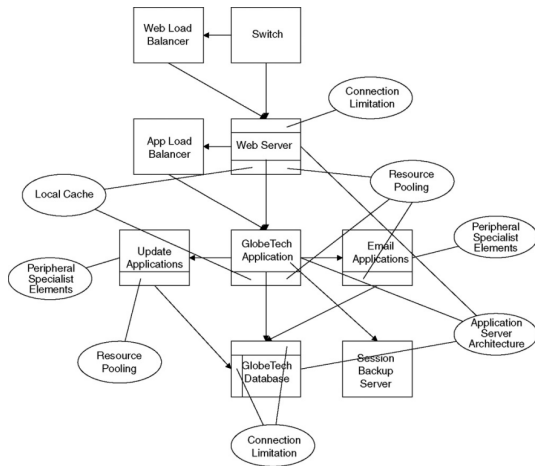 Web Load
Balancer
Switch
Connection
Limitation
App Load
Balancer
Web Server
Resource
Pooling
Local Cache
Update
Applications
GlobeTech
Application
Email
Applications
Peripheral
Specialist
Elements
Peripheral
Specialist
Elements
Application
Server
Architecture
Resource
Pooling
GlobeTech
Database
Session
Backup
Server
Connection
Limitation